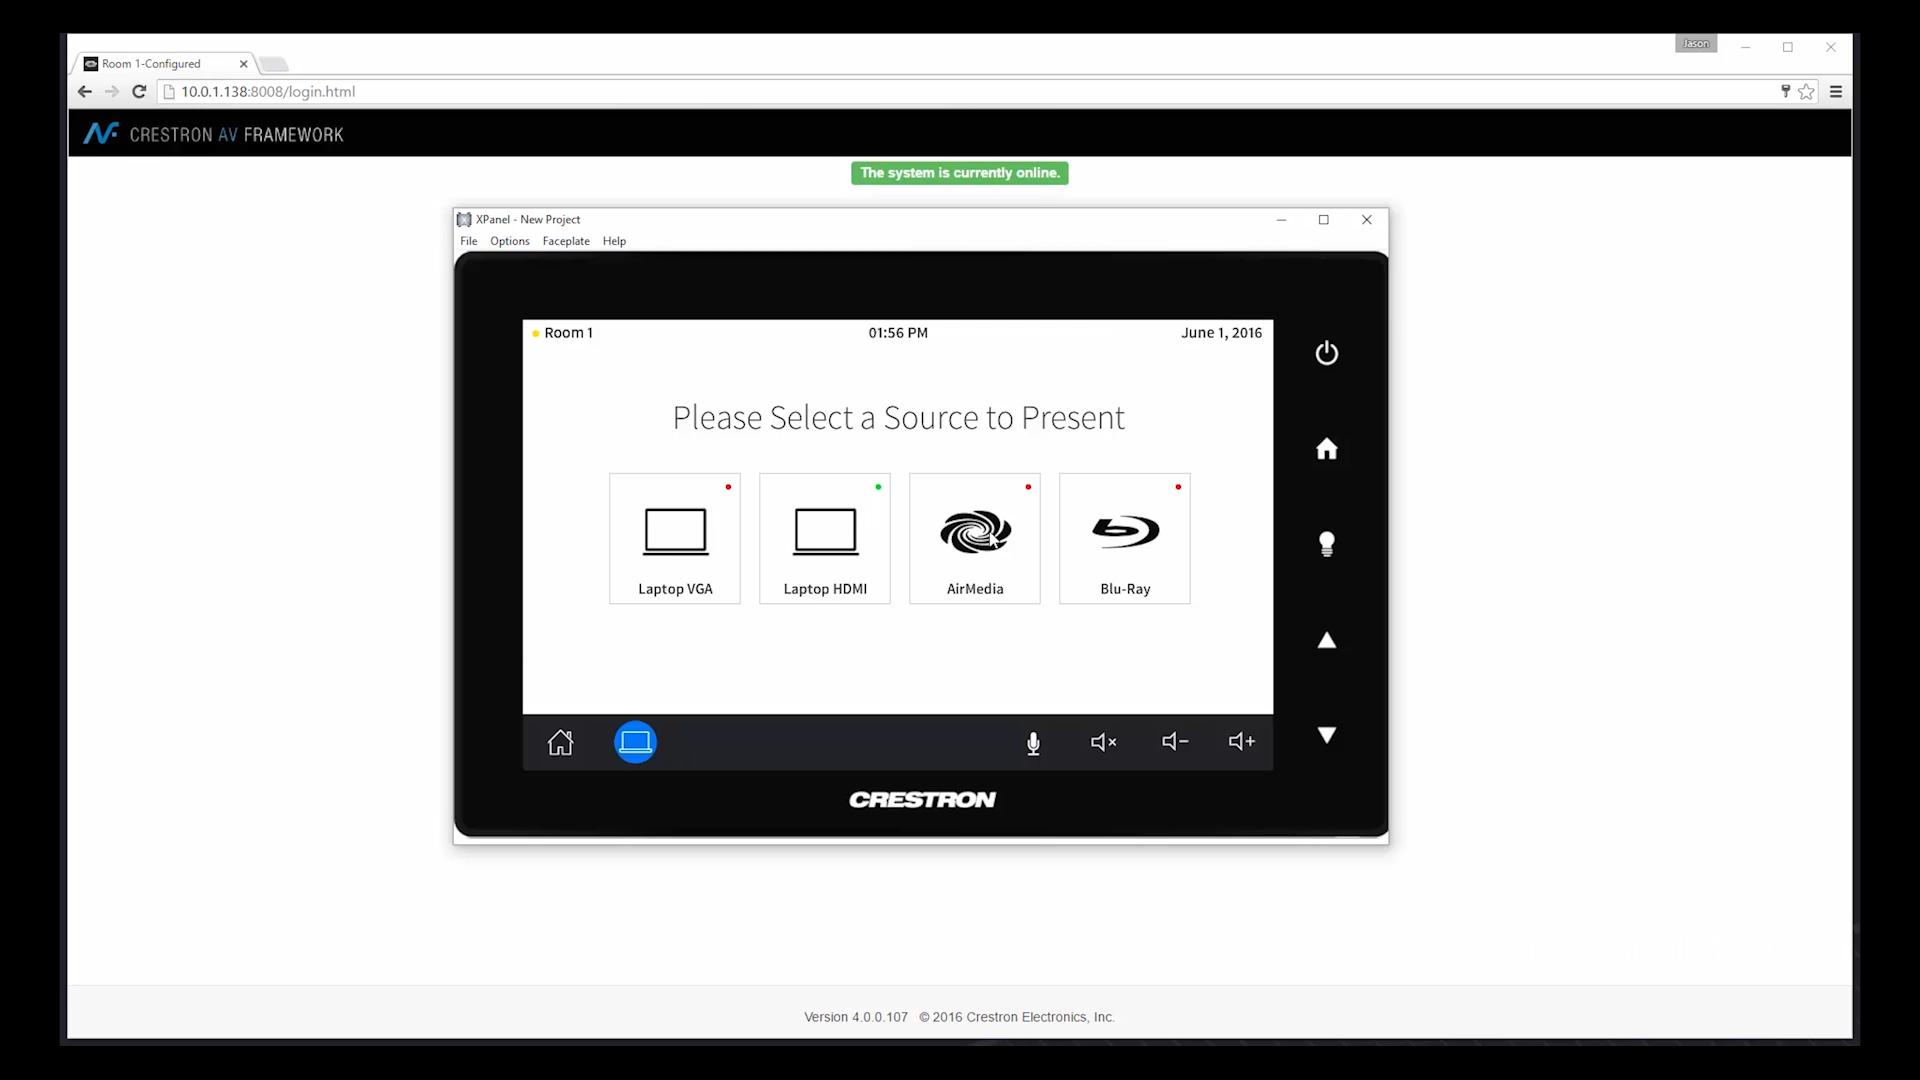 Jason
Room 1-Configured
10.0.1.138:8008/login.html
CRESTRON AV FRAMEWORK
The system is currently online.
XPanel - New Project
File Options Faceplate Help
Room 1 01:56 PM June 1, 2016
Please Select a Source to Present
Laptop VGA Laptop HDMI AirMedia Blu-Ray
CRESTRON
Version 4.0.0.107 © 2016 Crestron Electronics, Inc.